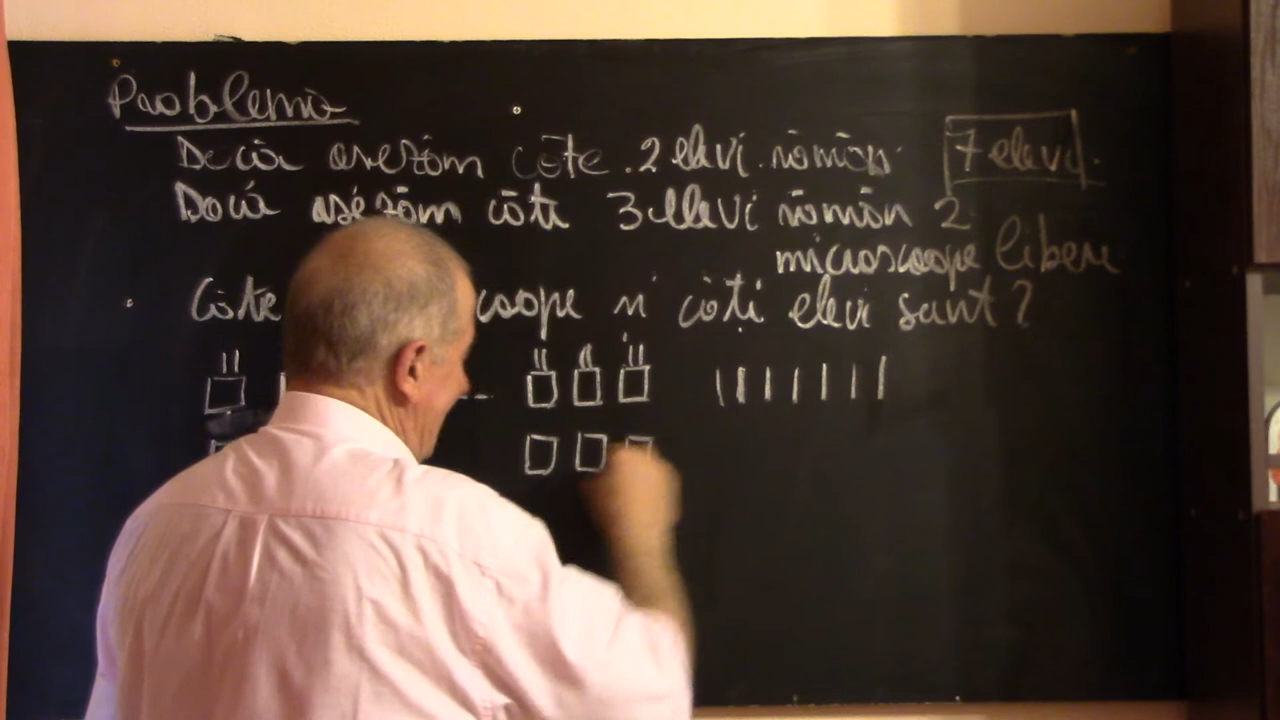 Problemă
Dacă așezăm câte 2 elevi rămân 7 elevi.
Dacă așezăm câte 3 elevi rămân 2
microscoape libere
Câte coape și câți elevi sunt?